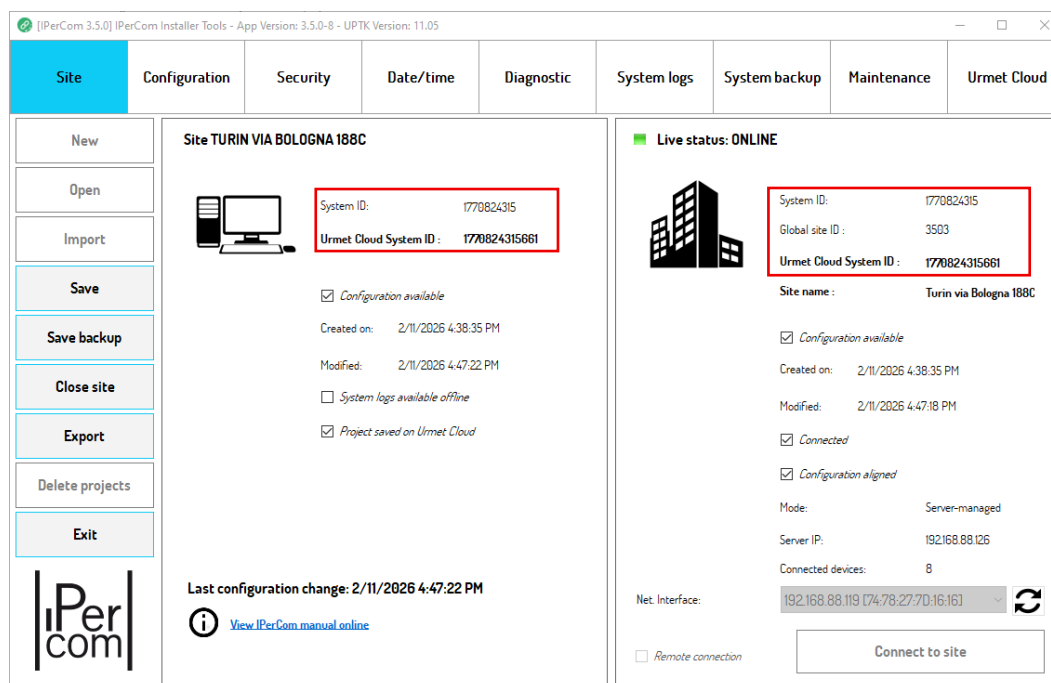 [IPerCom 3.5.0] IPerCom Installer Tools - App Version: 3.5.0-8 - UPTK Version: 11.05
Site Configuration Security Date/time Diagnostic System logs System backup Maintenance Urmet Cloud
New
Open
Import
Save
Save backup
Close site
Export
Delete projects
Exit
IPer
com
Site TURIN VIA BOLOGNA 188C
System ID: 1770824315
Urmet Cloud System ID : 1770824315661
Configuration available
Created on: 2/11/2026 4:38:35 PM
Modified: 2/11/2026 4:47:22 PM
System logs available offline
Project saved on Urmet Cloud
Last configuration change: 2/11/2026 4:47:22 PM
View IPerCom manual online
Live status: ONLINE
System ID: 1770824315
Global site ID : 3503
Urmet Cloud System ID : 1770824315661
Site name : Turin via Bologna 188C
Configuration available
Created on: 2/11/2026 4:38:35 PM
Modified: 2/11/2026 4:47:18 PM
Connected
Configuration aligned
Mode: Server-managed
Server IP: 192.168.88.126
Connected devices: 8
Net. Interface: 192.168.88.119 [74:78:27:7D:16:16]
Remote connection
Connect to site